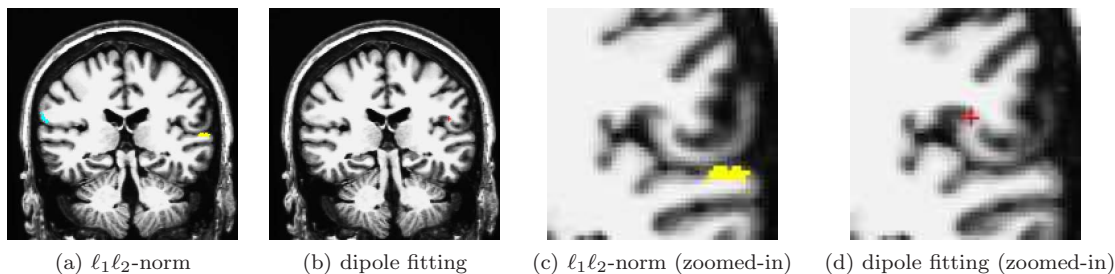 (a) ℓ₁ℓ₂-norm
(b) dipole fitting
(c) ℓ₁ℓ₂-norm (zoomed-in)
(d) dipole fitting (zoomed-in)